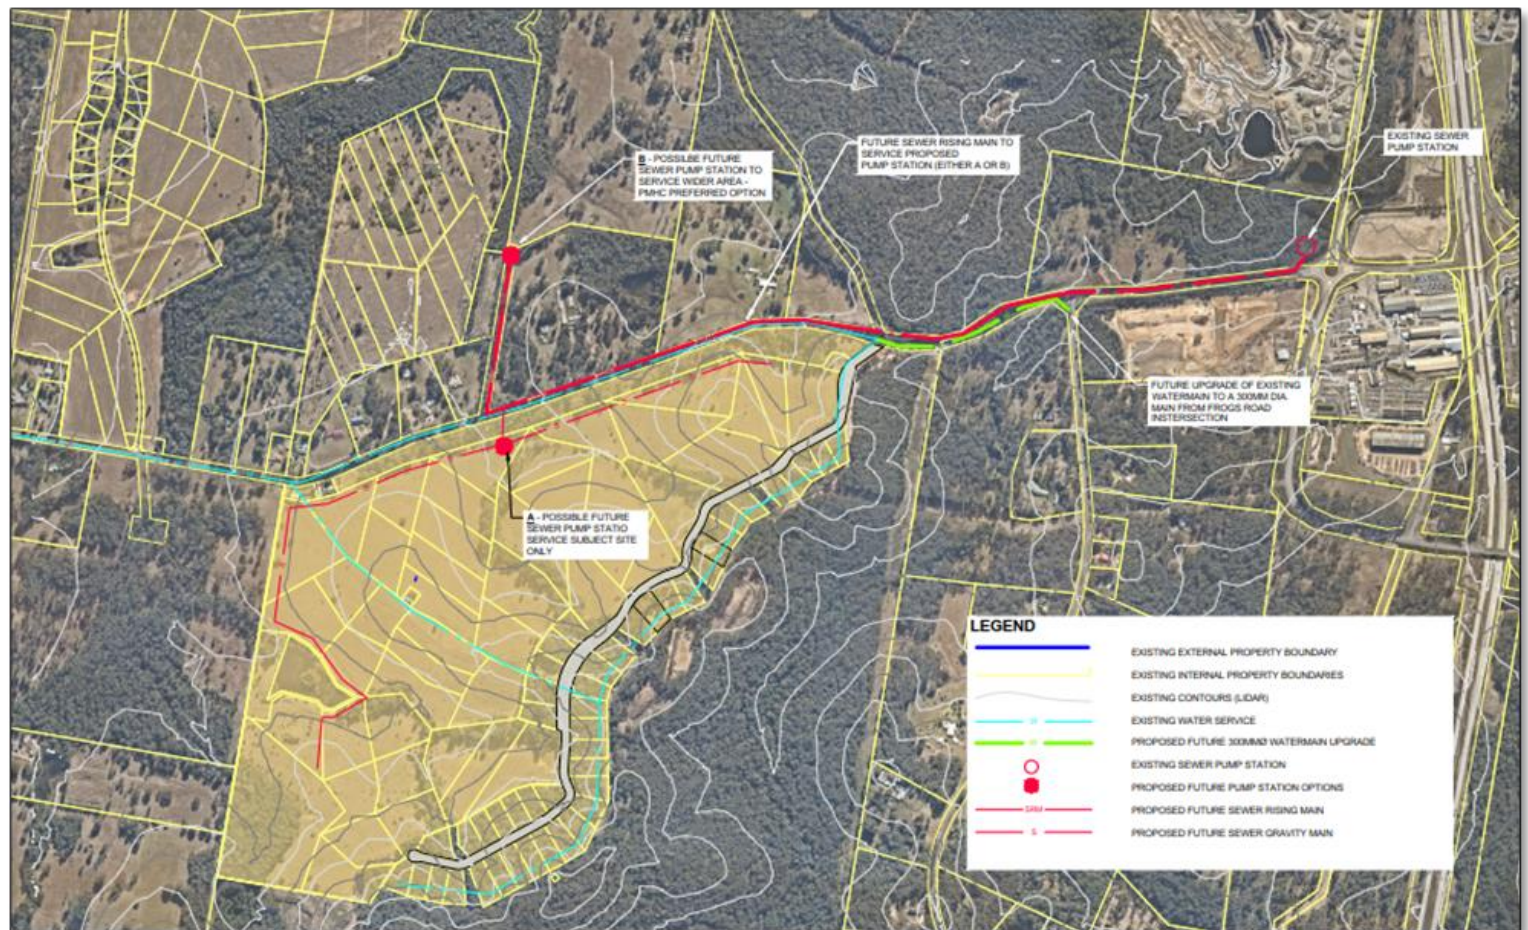 B - POSSILBE FUTURE
SEWER PUMP STATION TO
SERVICE WIDER AREA -
PMHC PREFERRED OPTION
FUTURE SEWER RISING MAIN TO
SERVICE PROPOSED
PUMP STATION (EITHER A OR B)
EXISTING SEWER
PUMP STATION
FUTURE UPGRADE OF EXISTING
WATERMAIN TO A 300MM DIA.
MAIN FROM FROGS ROAD
INSTERSECTION
A - POSSIBLE FUTURE
SEWER PUMP STATIO
SERVICE SUBJECT SITE
ONLY
LEGEND
EXISTING EXTERNAL PROPERTY BOUNDARY
EXISTING INTERNAL PROPERTY BOUNDARIES
EXISTING CONTOURS (LIDAR)
EXISTING WATER SERVICE
PROPOSED FUTURE 300MMØ WATERMAIN UPGRADE
EXISTING SEWER PUMP STATION
PROPOSED FUTURE PUMP STATION OPTIONS
SRM PROPOSED FUTURE SEWER RISING MAIN
S PROPOSED FUTURE SEWER GRAVITY MAIN